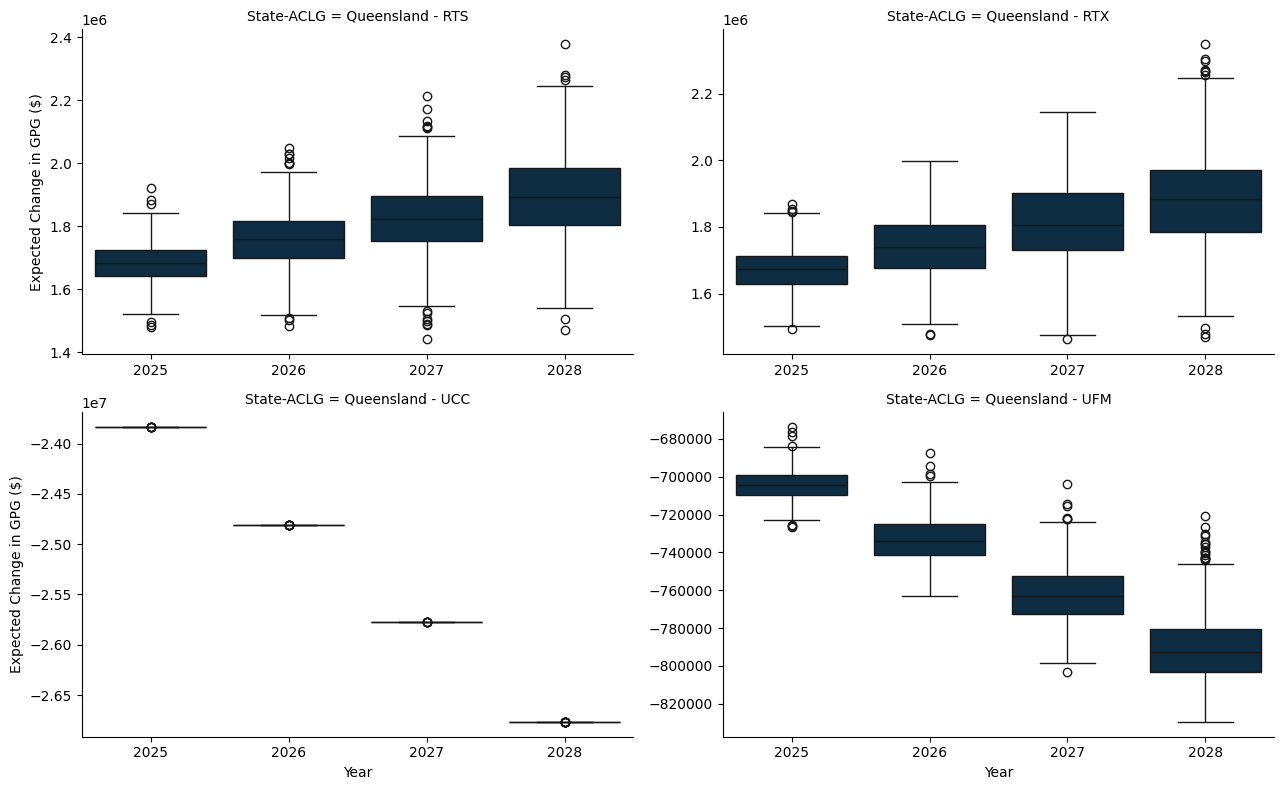 State-ACLG = Queensland - RTS
1e6
Expected Change in GPG ($)
2.4
2.2
2.0
1.8
1.6
1.4
2025 2026 2027 2028
State-ACLG = Queensland - RTX
1e6
2.2
2.0
1.8
1.6
2025 2026 2027 2028
State-ACLG = Queensland - UCC
1e7
Expected Change in GPG ($)
−2.40
−2.45
−2.50
−2.55
−2.60
−2.65
2025 2026 2027 2028
Year
State-ACLG = Queensland - UFM
−680000
−700000
−720000
−740000
−760000
−780000
−800000
−820000
2025 2026 2027 2028
Year